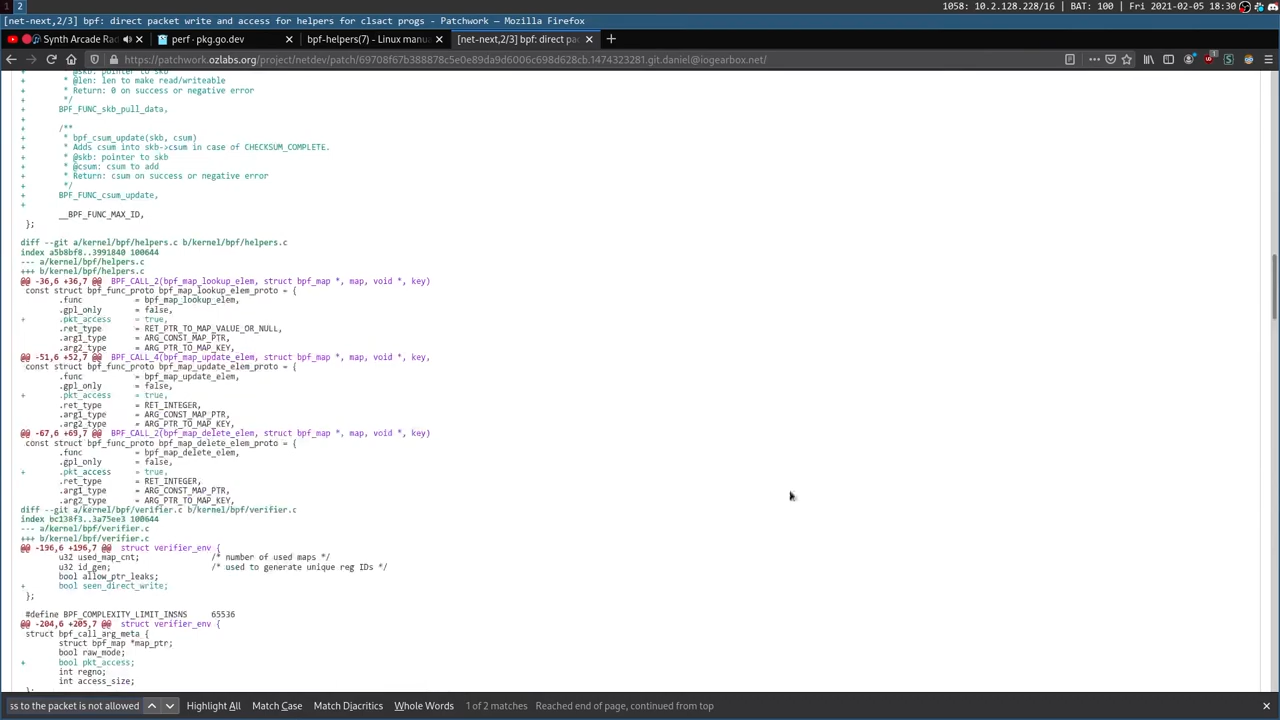 1 2 [net-next,2/3] bpf: direct packet write and access for helpers for clsact progs - Patchwork — Mozilla Firefox 1058: 10.2.128.228/16 | BAT: 100 | Fri 2021-02-05 18:30
Synth Arcade Rad perf · pkg.go.dev bpf-helpers(7) - Linux manu [net-next,2/3] bpf: direct pa
https://patchwork.ozlabs.org/project/netdev/patch/69708f67b388878c5e0e89da9d6006c698d628cb.1474323281.git.daniel@iogearbox.net/
+ * @skb: pointer to skb
+ * @len: len to make read/writeable
+ * Return: 0 on success or negative error
+ */
+ BPF_FUNC_skb_pull_data,
+
+ /**
+ * bpf_csum_update(skb, csum)
+ * Adds csum into skb->csum in case of CHECKSUM_COMPLETE.
+ * @skb: pointer to skb
+ * @csum: csum to add
+ * Return: csum on success or negative error
+ */
+ BPF_FUNC_csum_update,
+
__BPF_FUNC_MAX_ID,
};
diff --git a/kernel/bpf/helpers.c b/kernel/bpf/helpers.c
index a5b8bf8..3991840 100644
--- a/kernel/bpf/helpers.c
+++ b/kernel/bpf/helpers.c
@@ -36,6 +36,7 @@ BPF_CALL_2(bpf_map_lookup_elem, struct bpf_map *, map, void *, key)
const struct bpf_func_proto bpf_map_lookup_elem_proto = {
.func = bpf_map_lookup_elem,
.gpl_only = false,
+ .pkt_access = true,
.ret_type = RET_PTR_TO_MAP_VALUE_OR_NULL,
.arg1_type = ARG_CONST_MAP_PTR,
.arg2_type = ARG_PTR_TO_MAP_KEY,
@@ -51,6 +52,7 @@ BPF_CALL_4(bpf_map_update_elem, struct bpf_map *, map, void *, key,
const struct bpf_func_proto bpf_map_update_elem_proto = {
.func = bpf_map_update_elem,
.gpl_only = false,
+ .pkt_access = true,
.ret_type = RET_INTEGER,
.arg1_type = ARG_CONST_MAP_PTR,
.arg2_type = ARG_PTR_TO_MAP_KEY,
@@ -67,6 +69,7 @@ BPF_CALL_2(bpf_map_delete_elem, struct bpf_map *, map, void *, key)
const struct bpf_func_proto bpf_map_delete_elem_proto = {
.func = bpf_map_delete_elem,
.gpl_only = false,
+ .pkt_access = true,
.ret_type = RET_INTEGER,
.arg1_type = ARG_CONST_MAP_PTR,
.arg2_type = ARG_PTR_TO_MAP_KEY,
diff --git a/kernel/bpf/verifier.c b/kernel/bpf/verifier.c
index bc138f3..3a75ee3 100644
--- a/kernel/bpf/verifier.c
+++ b/kernel/bpf/verifier.c
@@ -196,6 +196,7 @@ struct verifier_env {
u32 used_map_cnt; /* number of used maps */
u32 id_gen; /* used to generate unique reg IDs */
bool allow_ptr_leaks;
+ bool seen_direct_write;
};
#define BPF_COMPLEXITY_LIMIT_INSNS 65536
@@ -204,6 +205,7 @@ struct verifier_env {
struct bpf_call_arg_meta {
struct bpf_map *map_ptr;
bool raw_mode;
+ bool pkt_access;
int regno;
int access_size;
};
ss to the packet is not allowed Highlight All Match Case Match Diacritics Whole Words 1 of 2 matches Reached end of page, continued from top